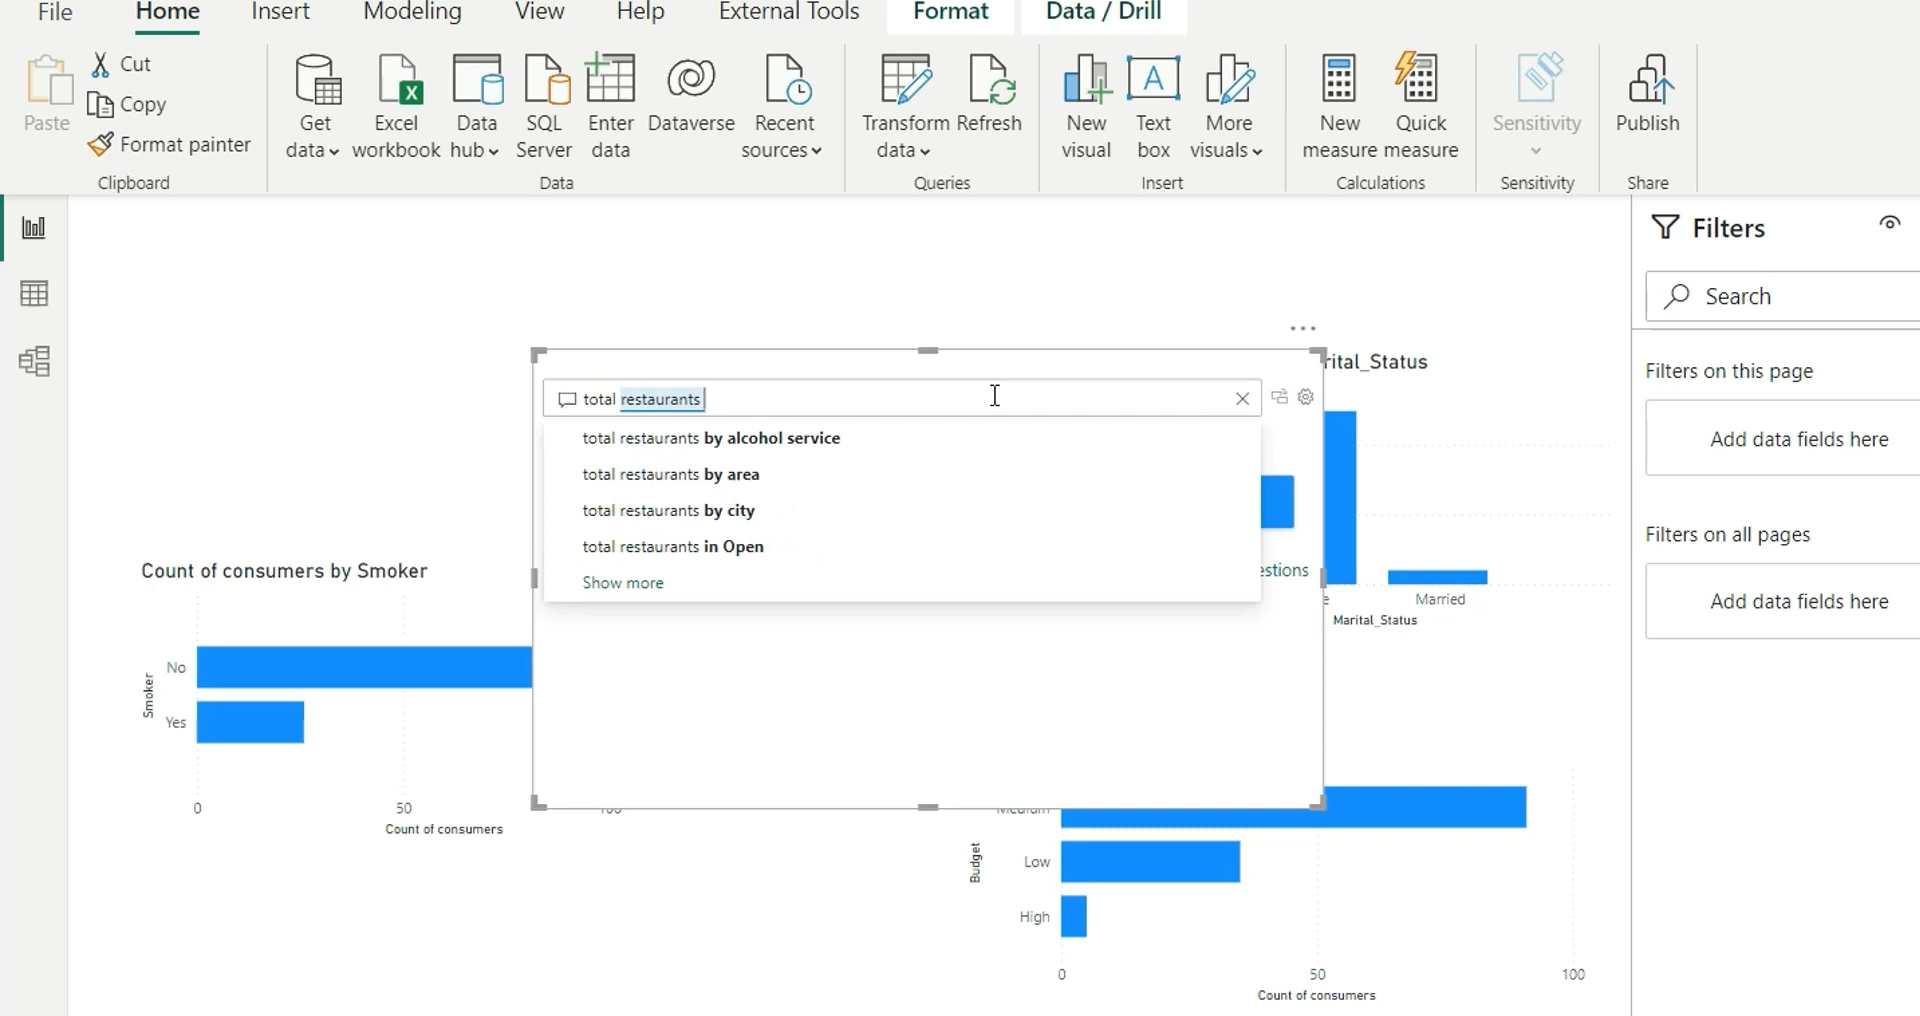 File Home Insert Modeling View Help External Tools Format Data / Drill
Paste
Cut
Copy
Format painter
Clipboard
Get data
Excel workbook
Data hub
SQL Server
Enter data
Dataverse
Recent sources
Data
Transform data
Refresh
Queries
New visual
Text box
More visuals
Insert
New measure
Quick measure
Calculations
Sensitivity
Sensitivity
Publish
Share
Filters
Search
Filters on this page
Add data fields here
Filters on all pages
Add data fields here
total restaurants
total restaurants by alcohol service
total restaurants by area
total restaurants by city
total restaurants in Open
Show more
estions
rital_Status
e
Married
Marital_Status
Count of consumers by Smoker
Smoker
No
Yes
0 50
Count of consumers
Budget
Medium
Low
High
0 50 100
Count of consumers